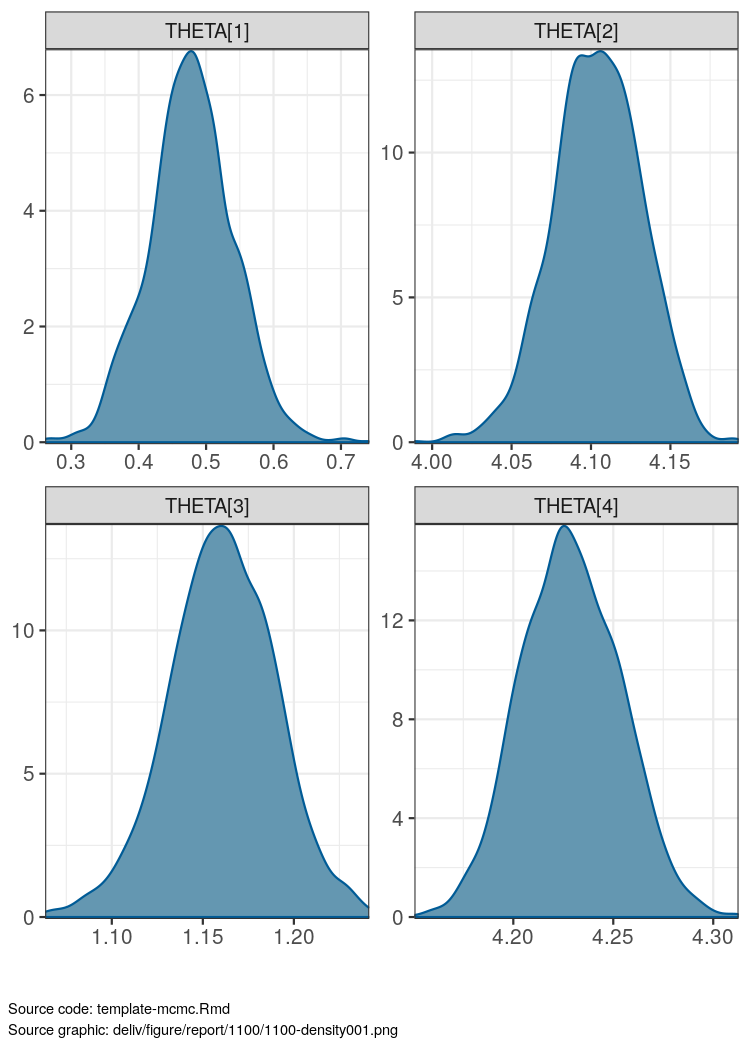 THETA[1]
THETA[2]
6
4
2
0
0.3 0.4 0.5 0.6 0.7
10
5
0
4.00 4.05 4.10 4.15
THETA[3]
THETA[4]
10
5
0
1.10 1.15 1.20
12
8
4
0
4.20 4.25 4.30
Source code: template-mcmc.Rmd
Source graphic: deliv/figure/report/1100/1100-density001.png